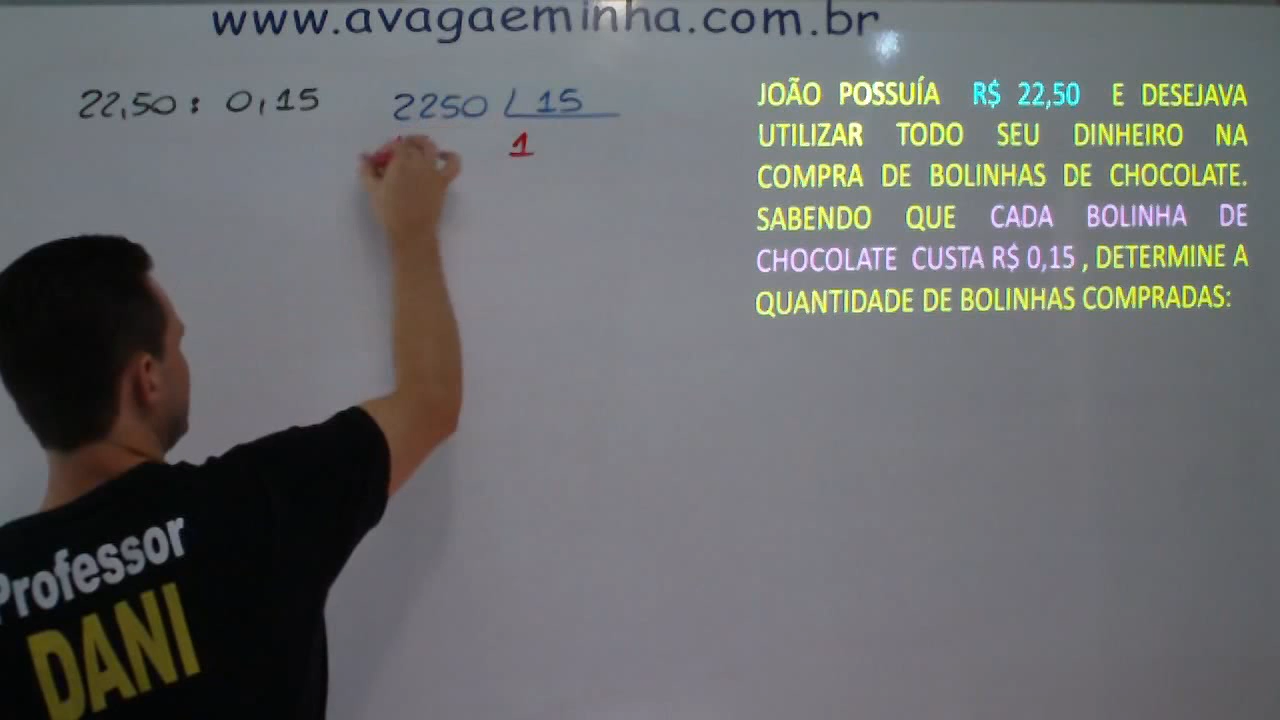 www.avagaeminha.com.br
22,50 : 0,15
2250 15
1
JOÃO POSSUÍA R$ 22,50 E DESEJAVA
UTILIZAR TODO SEU DINHEIRO NA
COMPRA DE BOLINHAS DE CHOCOLATE.
SABENDO QUE CADA BOLINHA DE
CHOCOLATE CUSTA R$ 0,15 , DETERMINE A
QUANTIDADE DE BOLINHAS COMPRADAS:
Professor
DANI